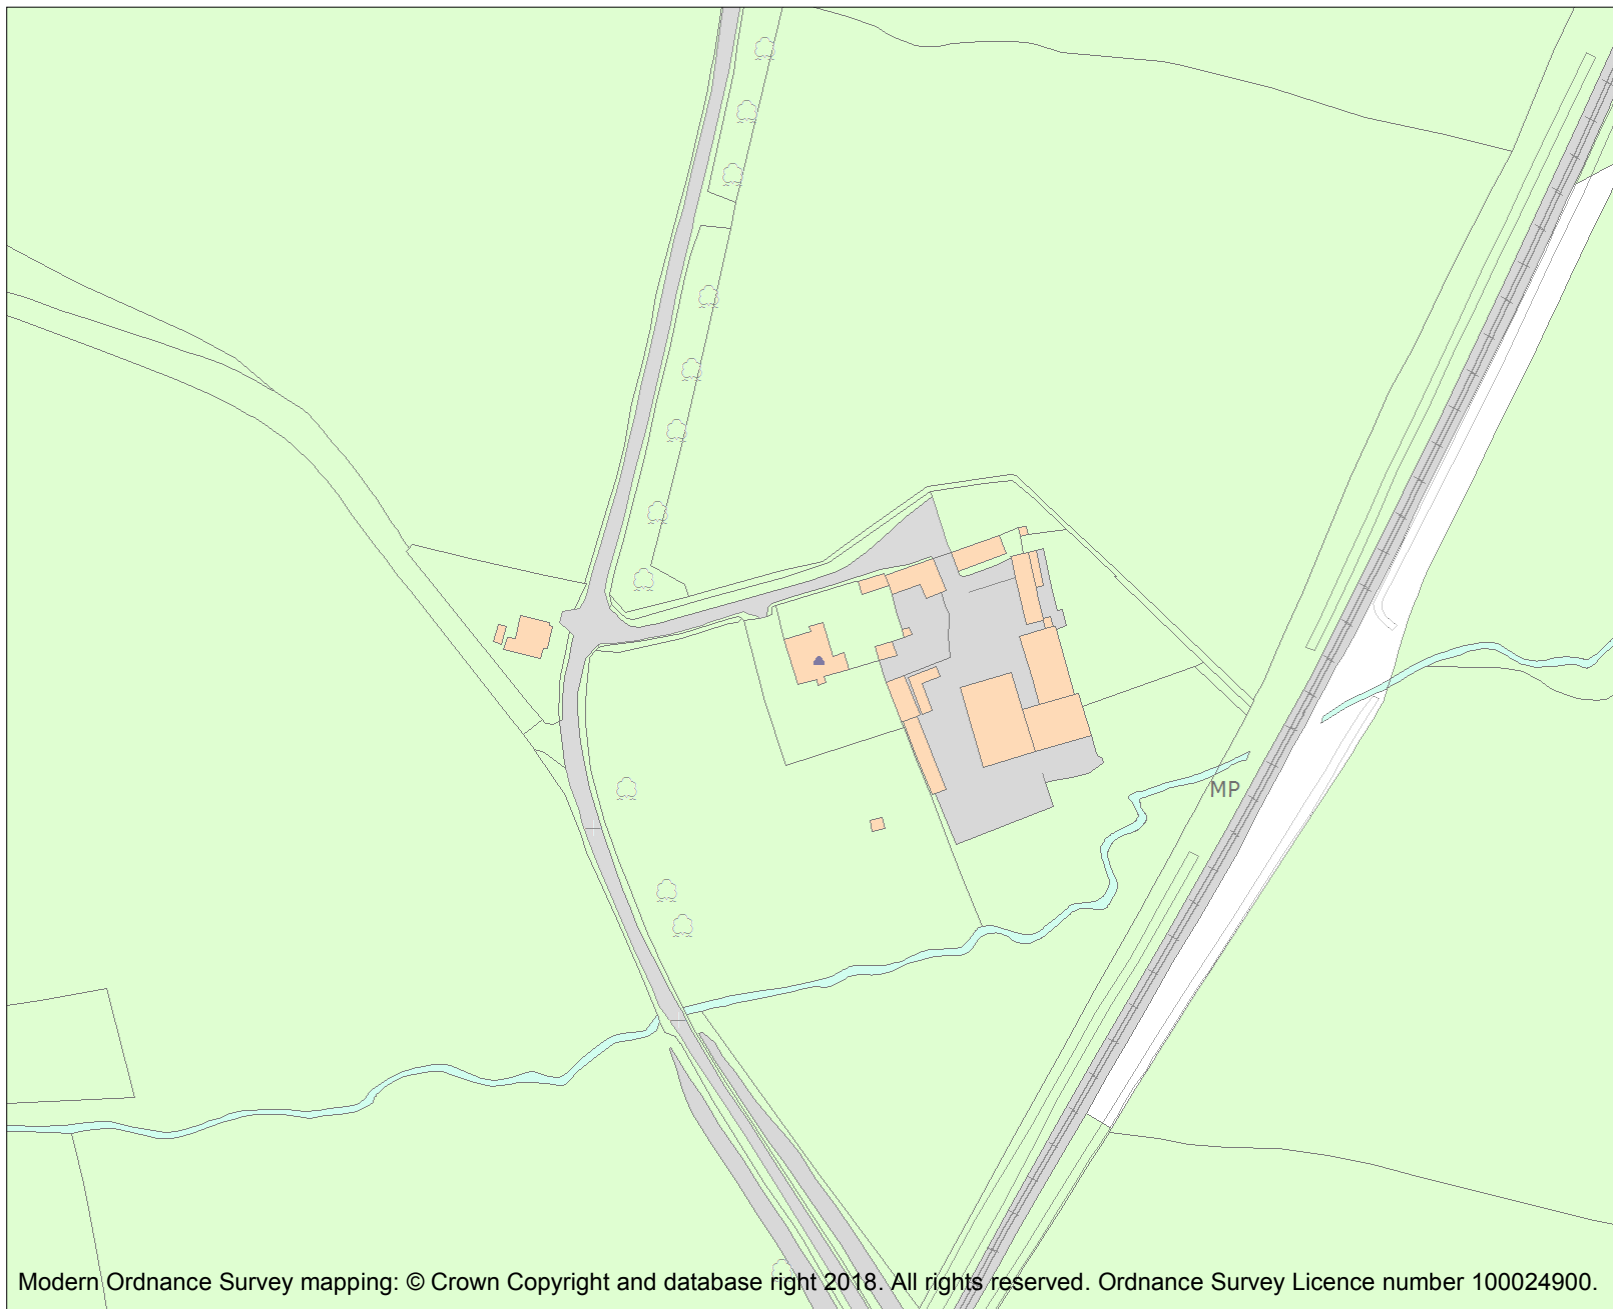 MP
Modern Ordnance Survey mapping: © Crown Copyright and database right 2018. All rights reserved. Ordnance Survey Licence number 100024900.